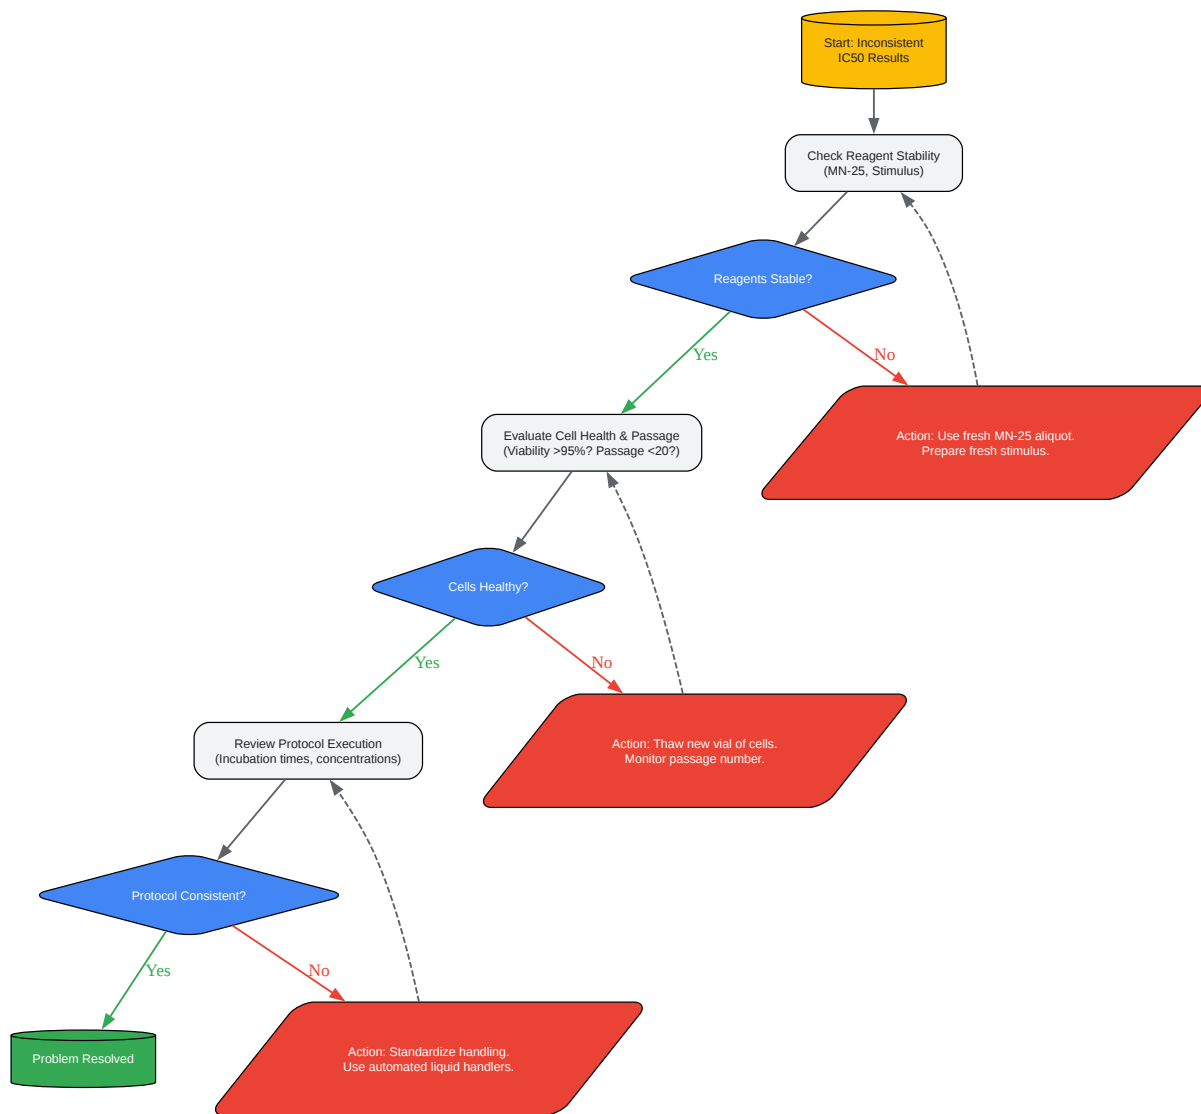 Start: Inconsistent
IC50 Results
Check Reagent Stability
(MN-25, Stimulus)
Reagents Stable?
Yes
No
Action: Use fresh MN-25 aliquot.
Prepare fresh stimulus.
Evaluate Cell Health & Passage
(Viability >95%? Passage <20?)
Cells Healthy?
Yes
No
Action: Thaw new vial of cells.
Monitor passage number.
Review Protocol Execution
(Incubation times, concentrations)
Protocol Consistent?
Yes
No
Action: Standardize handling.
Use automated liquid handlers.
Problem Resolved